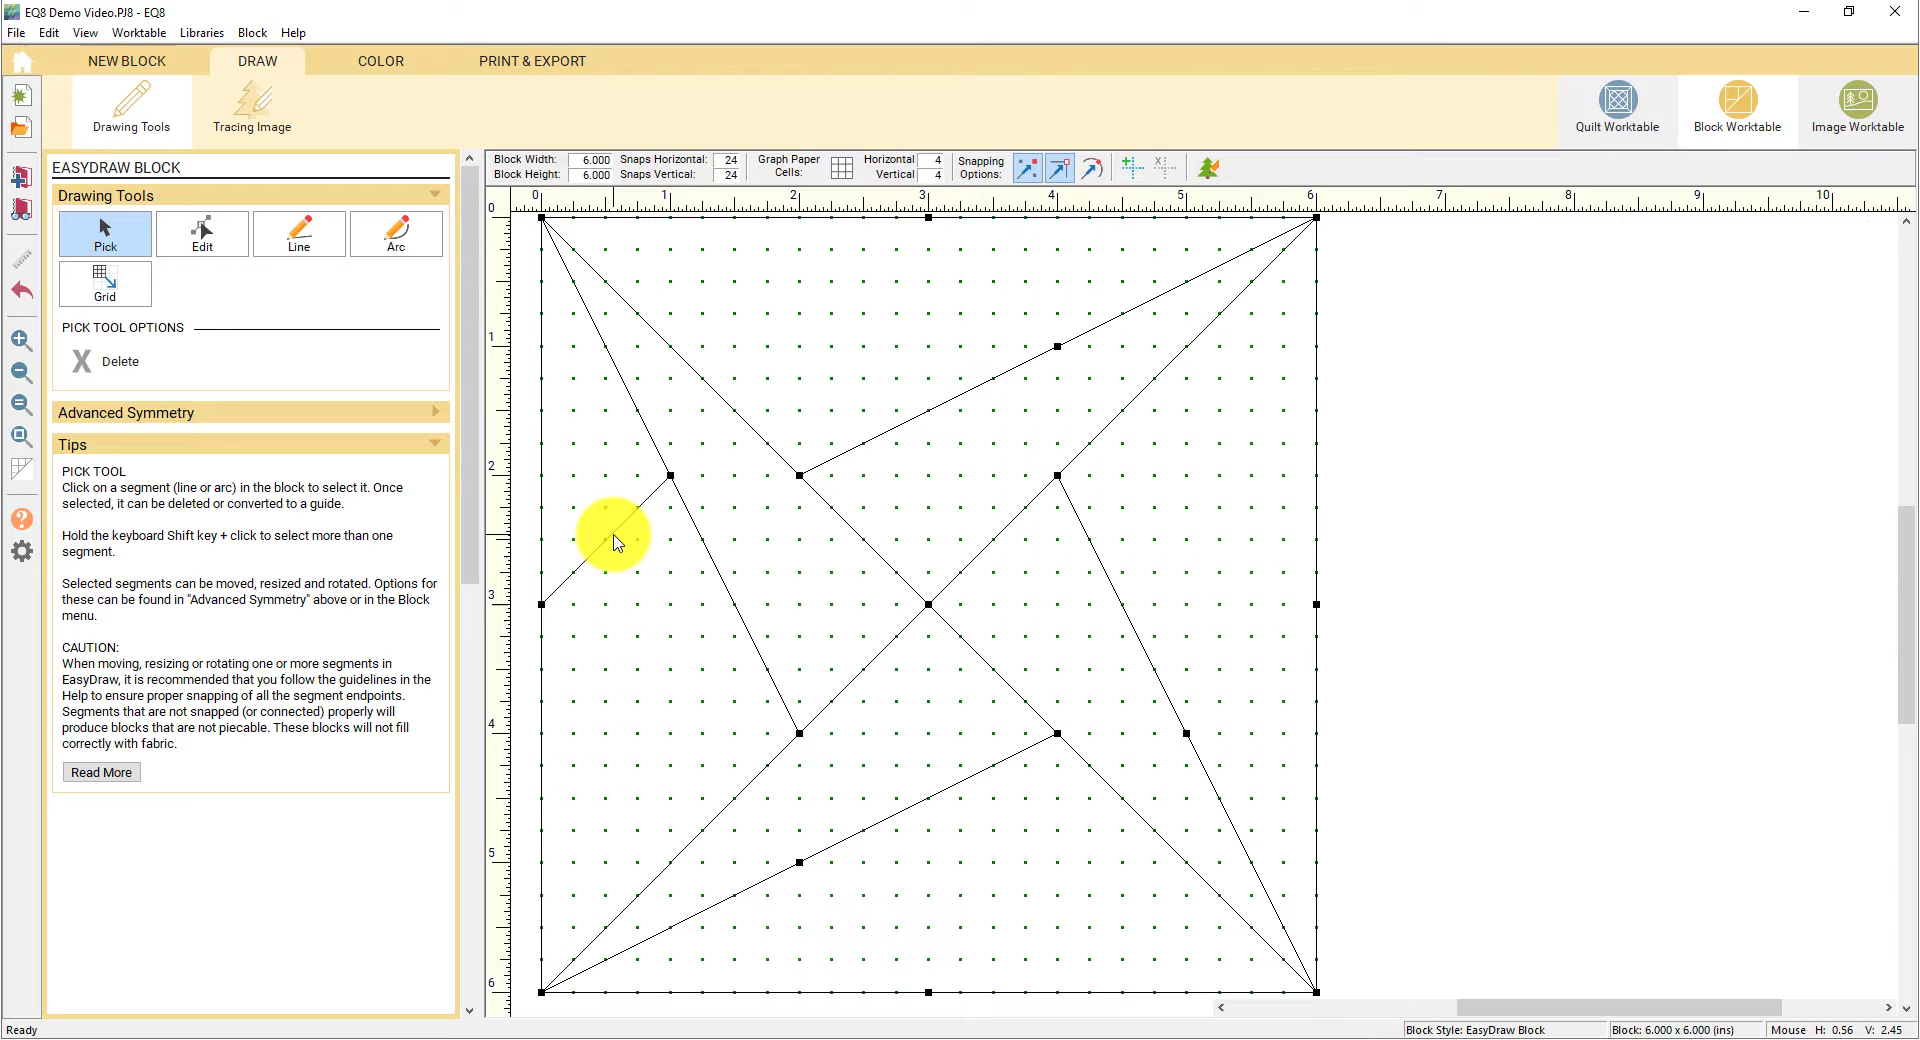 EQ8 Demo Video.PJ8 - EQ8
File Edit View Worktable Libraries Block Help
NEW BLOCK DRAW COLOR PRINT & EXPORT
Drawing Tools Tracing Image Quilt Worktable Block Worktable Image Worktable
EASYDRAW BLOCK
Drawing Tools
Pick Edit Line Arc
Grid
PICK TOOL OPTIONS
X Delete
Advanced Symmetry
Tips
PICK TOOL
Click on a segment (line or arc) in the block to select it. Once
selected, it can be deleted or converted to a guide.
Hold the keyboard Shift key + click to select more than one
segment.
Selected segments can be moved, resized and rotated. Options for
these can be found in "Advanced Symmetry" above or in the Block
menu.
CAUTION:
When moving, resizing or rotating one or more segments in
EasyDraw, it is recommended that you follow the guidelines in the
Help to ensure proper snapping of all the segment endpoints.
Segments that are not snapped (or connected) properly will
produce blocks that are not piecable. These blocks will not fill
correctly with fabric.
Read More
Block Width: 6.000 Snaps Horizontal: 24 Graph Paper Horizontal 4 Snapping
Block Height: 6.000 Snaps Vertical: 24 Cells: Vertical 4 Options:
0 1 2 3 4 5 6 7 8 9 10
0
1
2
3
4
5
6
Ready Block Style: EasyDraw Block Block: 6.000 x 6.000 (ins) Mouse H: 0.56 V: 2.45